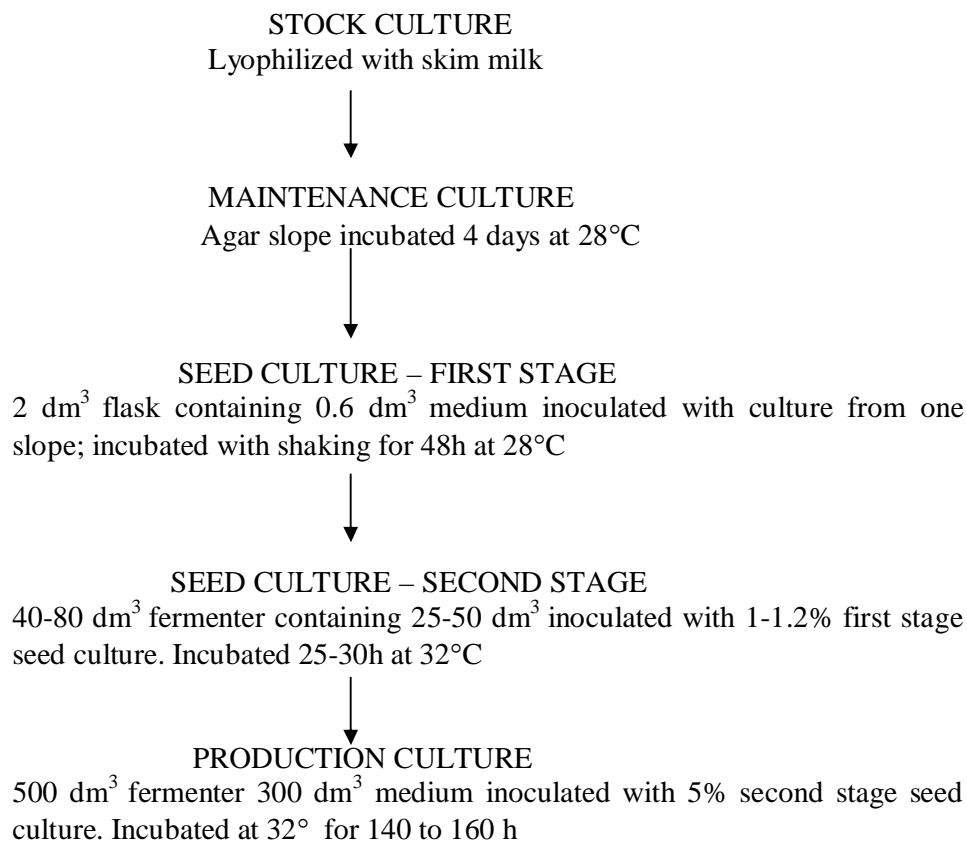 STOCK CULTURE
Lyophilized with skim milk
MAINTENANCE CULTURE
Agar slope incubated 4 days at 28°C
SEED CULTURE – FIRST STAGE
2 dm³ flask containing 0.6 dm³ medium inoculated with culture from one
slope; incubated with shaking for 48h at 28°C
SEED CULTURE – SECOND STAGE
40-80 dm³ fermenter containing 25-50 dm³ inoculated with 1-1.2% first stage
seed culture. Incubated 25-30h at 32°C
PRODUCTION CULTURE
500 dm³ fermenter 300 dm³ medium inoculated with 5% second stage seed
culture. Incubated at 32° for 140 to 160 h